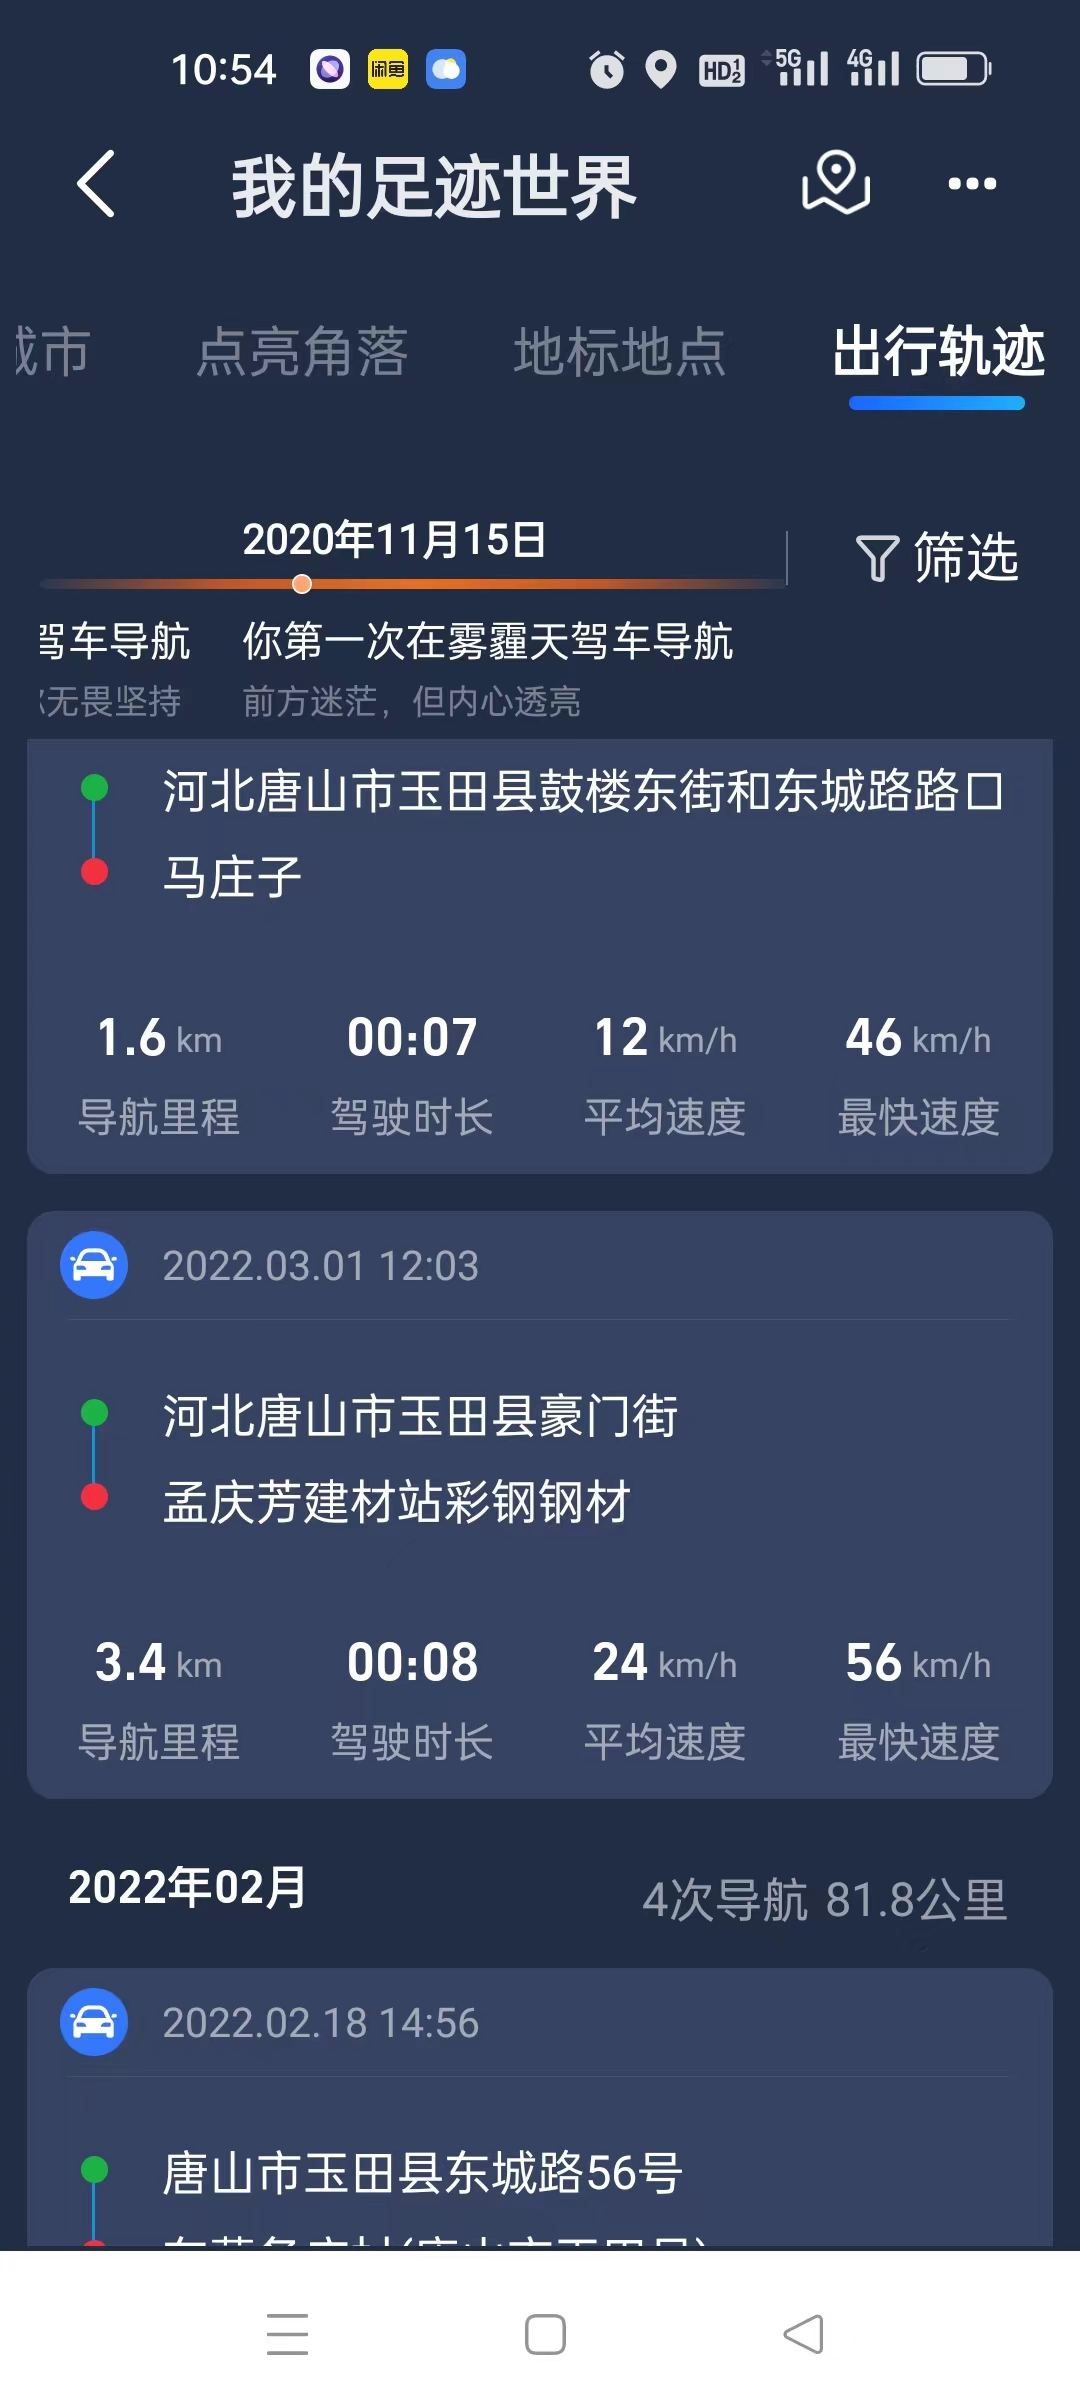 10:54 闲鱼 HD 1 2 5G 4G
我的足迹世界
城市 点亮角落 地标地点 出行轨迹
2020年11月15日
筛选
驾车导航 你第一次在雾霾天驾车导航
无畏坚持 前方迷茫，但内心透亮
河北唐山市玉田县鼓楼东街和东城路路口
马庄子
1.6 km 00:07 12 km/h 46 km/h
导航里程 驾驶时长 平均速度 最快速度
2022.03.01 12:03
河北唐山市玉田县豪门街
孟庆芳建材站彩钢钢材
3.4 km 00:08 24 km/h 56 km/h
导航里程 驾驶时长 平均速度 最快速度
2022年02月 4次导航 81.8公里
2022.02.18 14:56
唐山市玉田县东城路56号